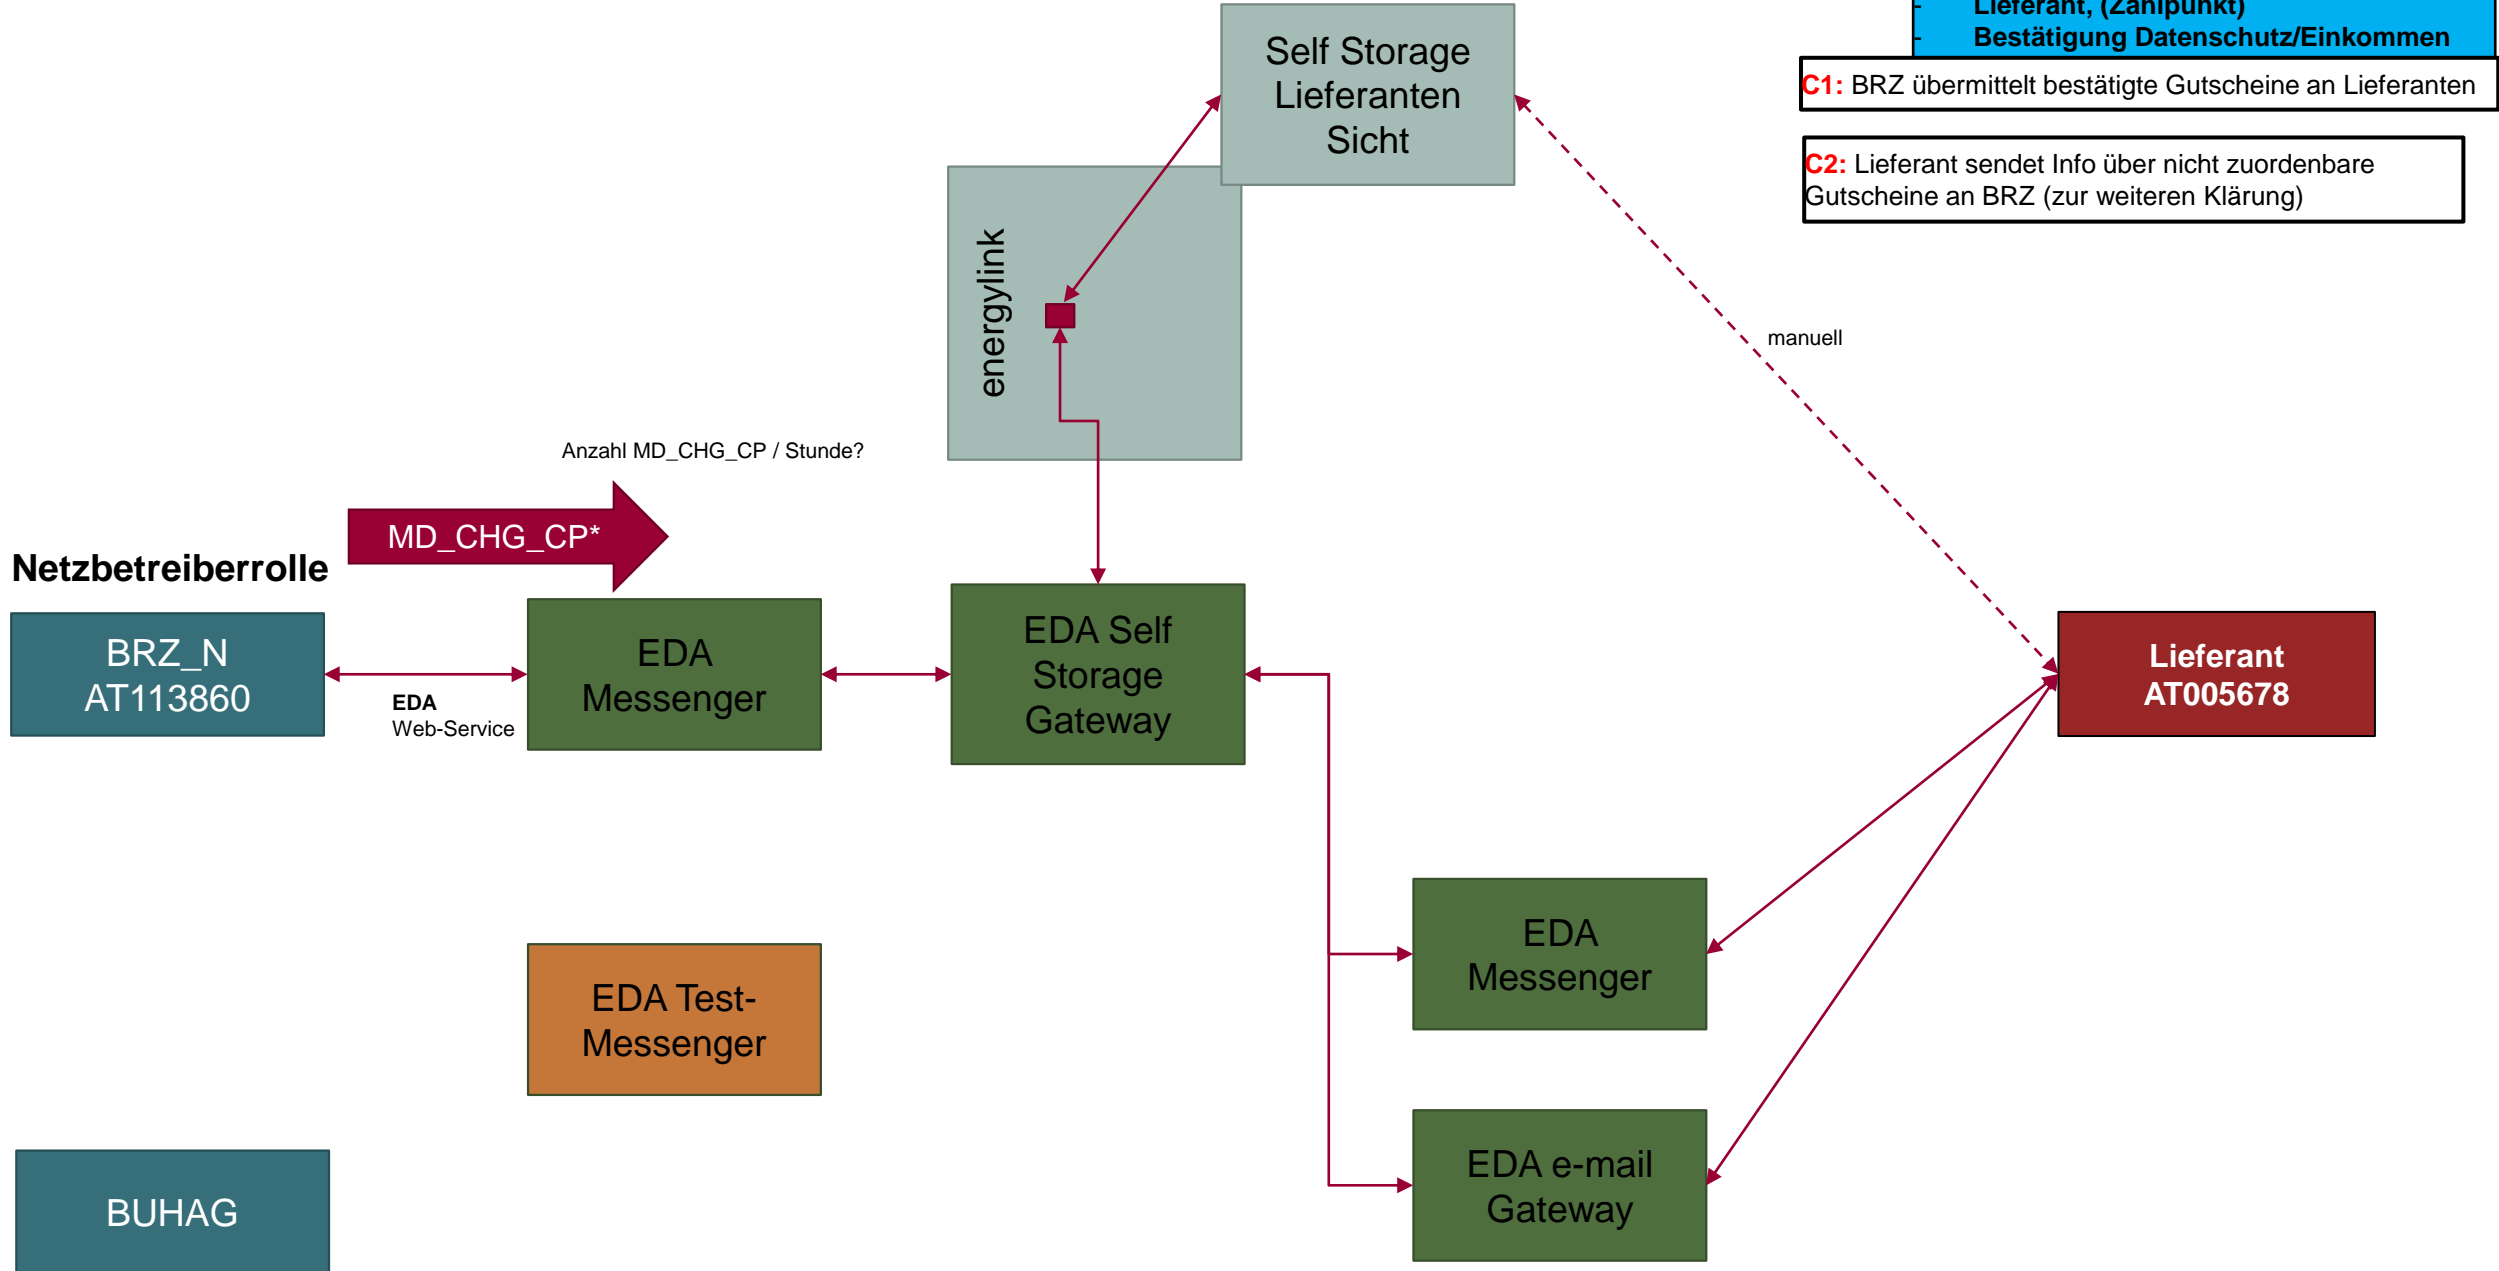 - Lieferant, (Zählpunkt)
- Bestätigung Datenschutz/Einkommen
C1: BRZ übermittelt bestätigte Gutscheine an Lieferanten
C2: Lieferant sendet Info über nicht zuordenbare
Gutscheine an BRZ (zur weiteren Klärung)
Self Storage
Lieferanten
Sicht
energylink
manuell
Anzahl MD_CHG_CP / Stunde?
MD_CHG_CP*
Netzbetreiberrolle
BRZ_N
AT113860
EDA
Web-Service
EDA
Messenger
EDA Self
Storage
Gateway
Lieferant
AT005678
EDA
Messenger
EDA Test-
Messenger
EDA e-mail
Gateway
BUHAG